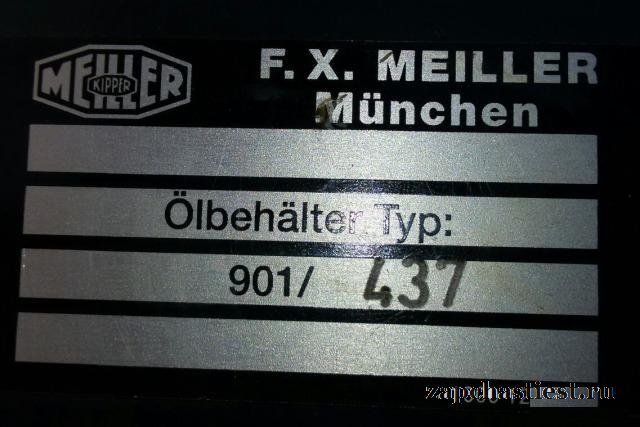 MEILLER
KIPPER
F. X. MEILLER
München
Ölbehälter Typ:
901/ 437
zapchastiest.ru